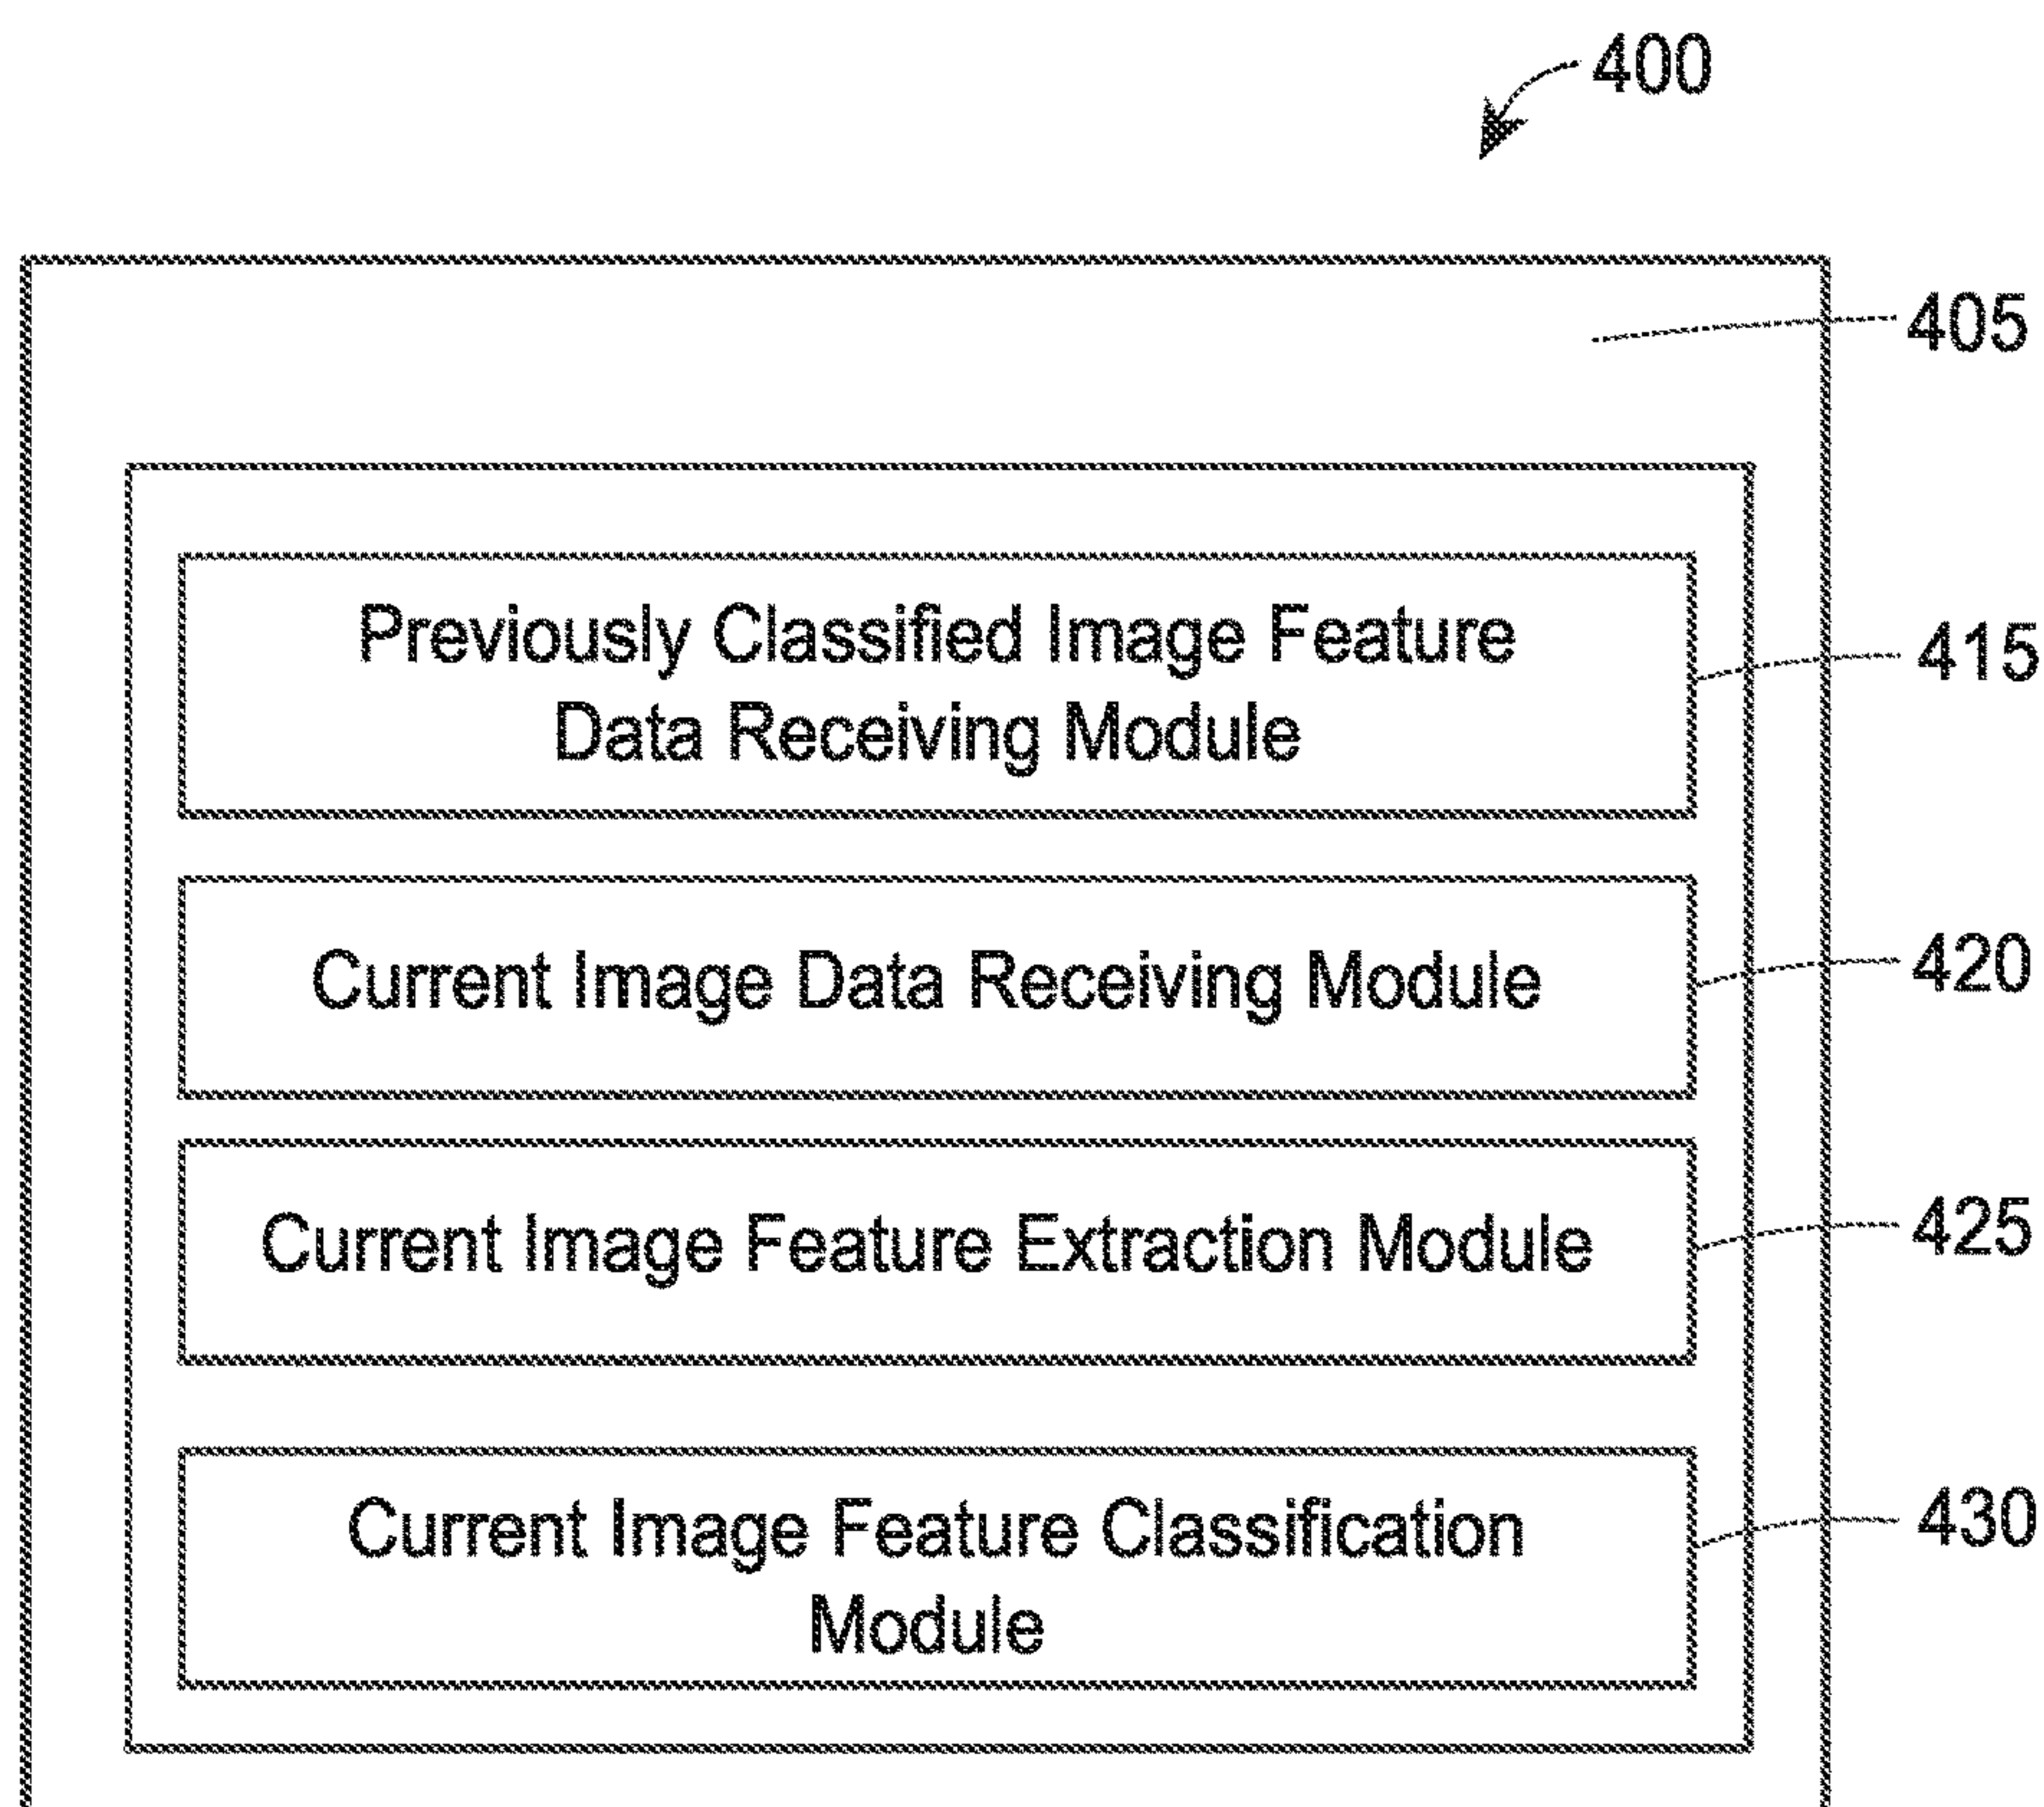 400
405
Previously Classified Image Feature
Data Receiving Module
415
Current Image Data Receiving Module
420
Current Image Feature Extraction Module
425
Current Image Feature Classification
Module
430